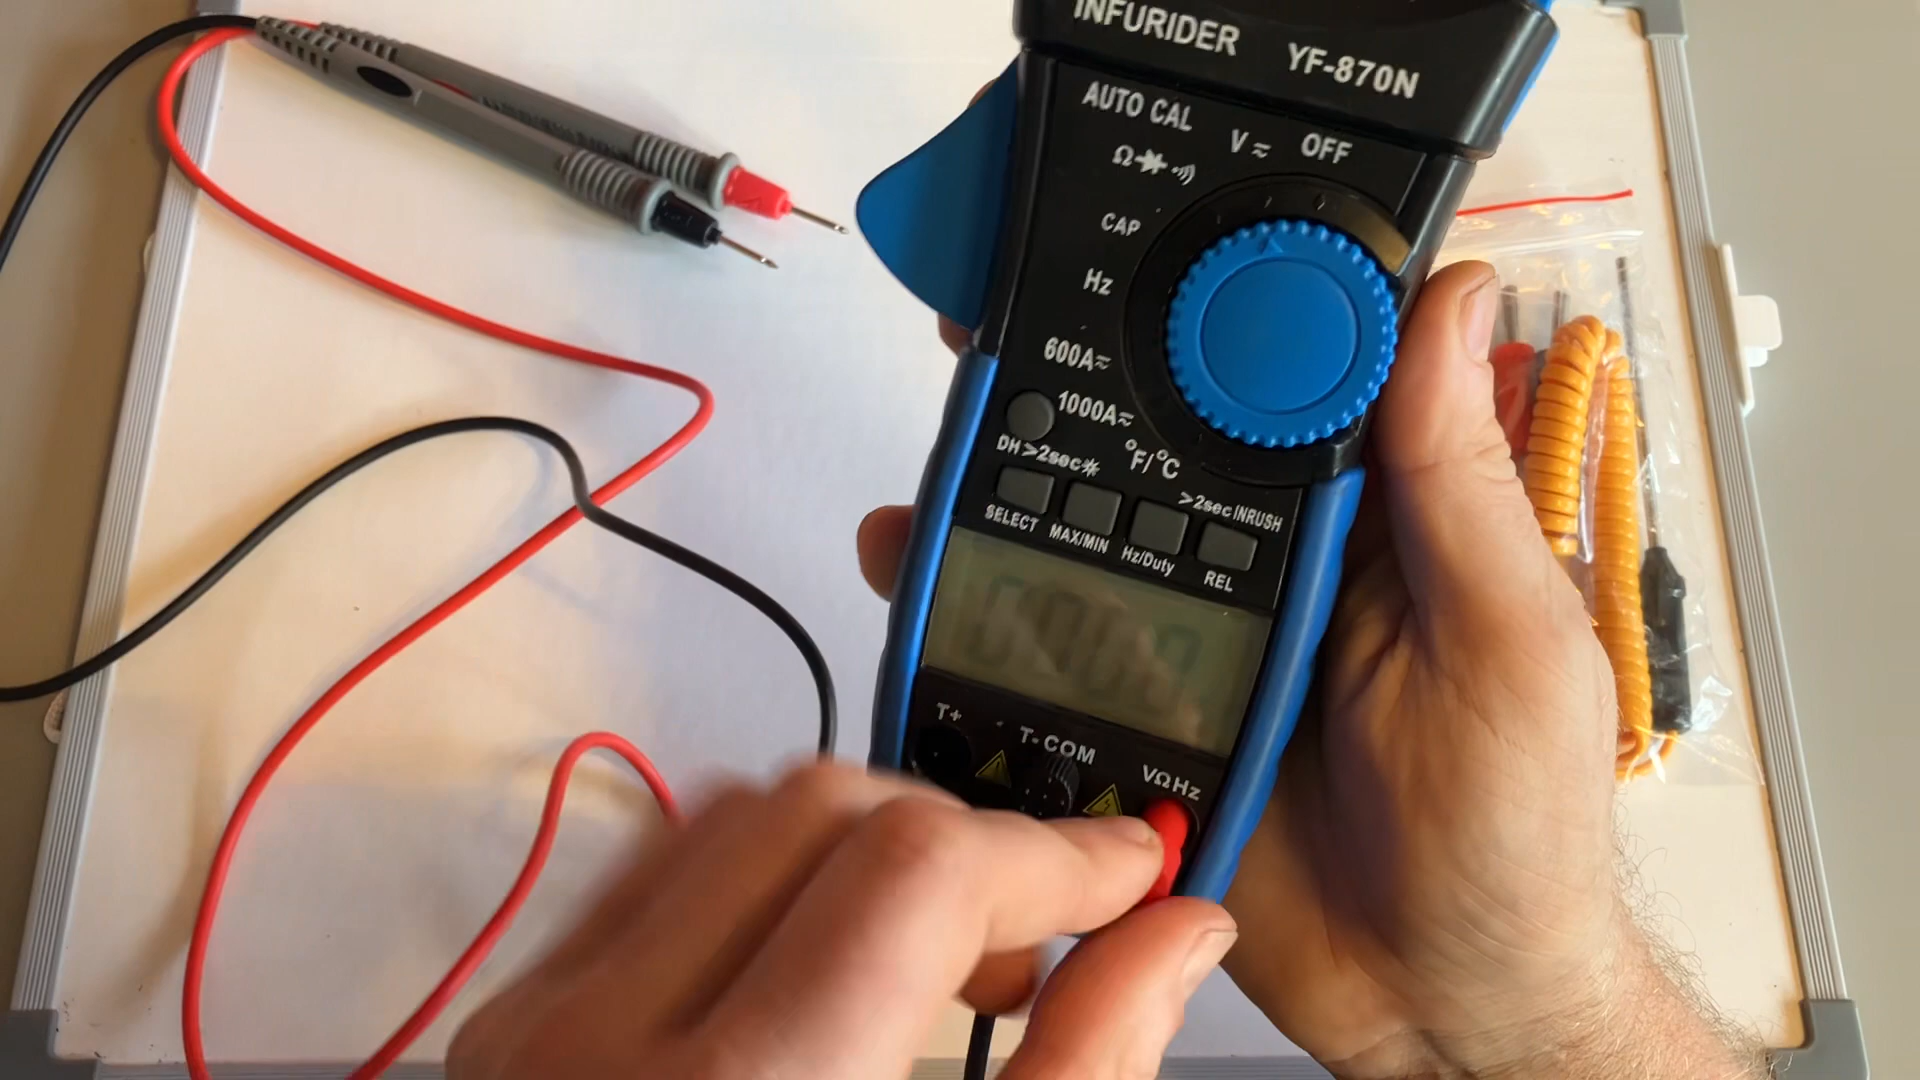 INFURIDER YF-870N
AUTO CAL
V OFF
Ω
CAP
Hz
600A
1000A
DH >2sec
°F/°C
>2sec INRUSH
SELECT MAX/MIN Hz/Duty REL
T+ T- COM VΩHz